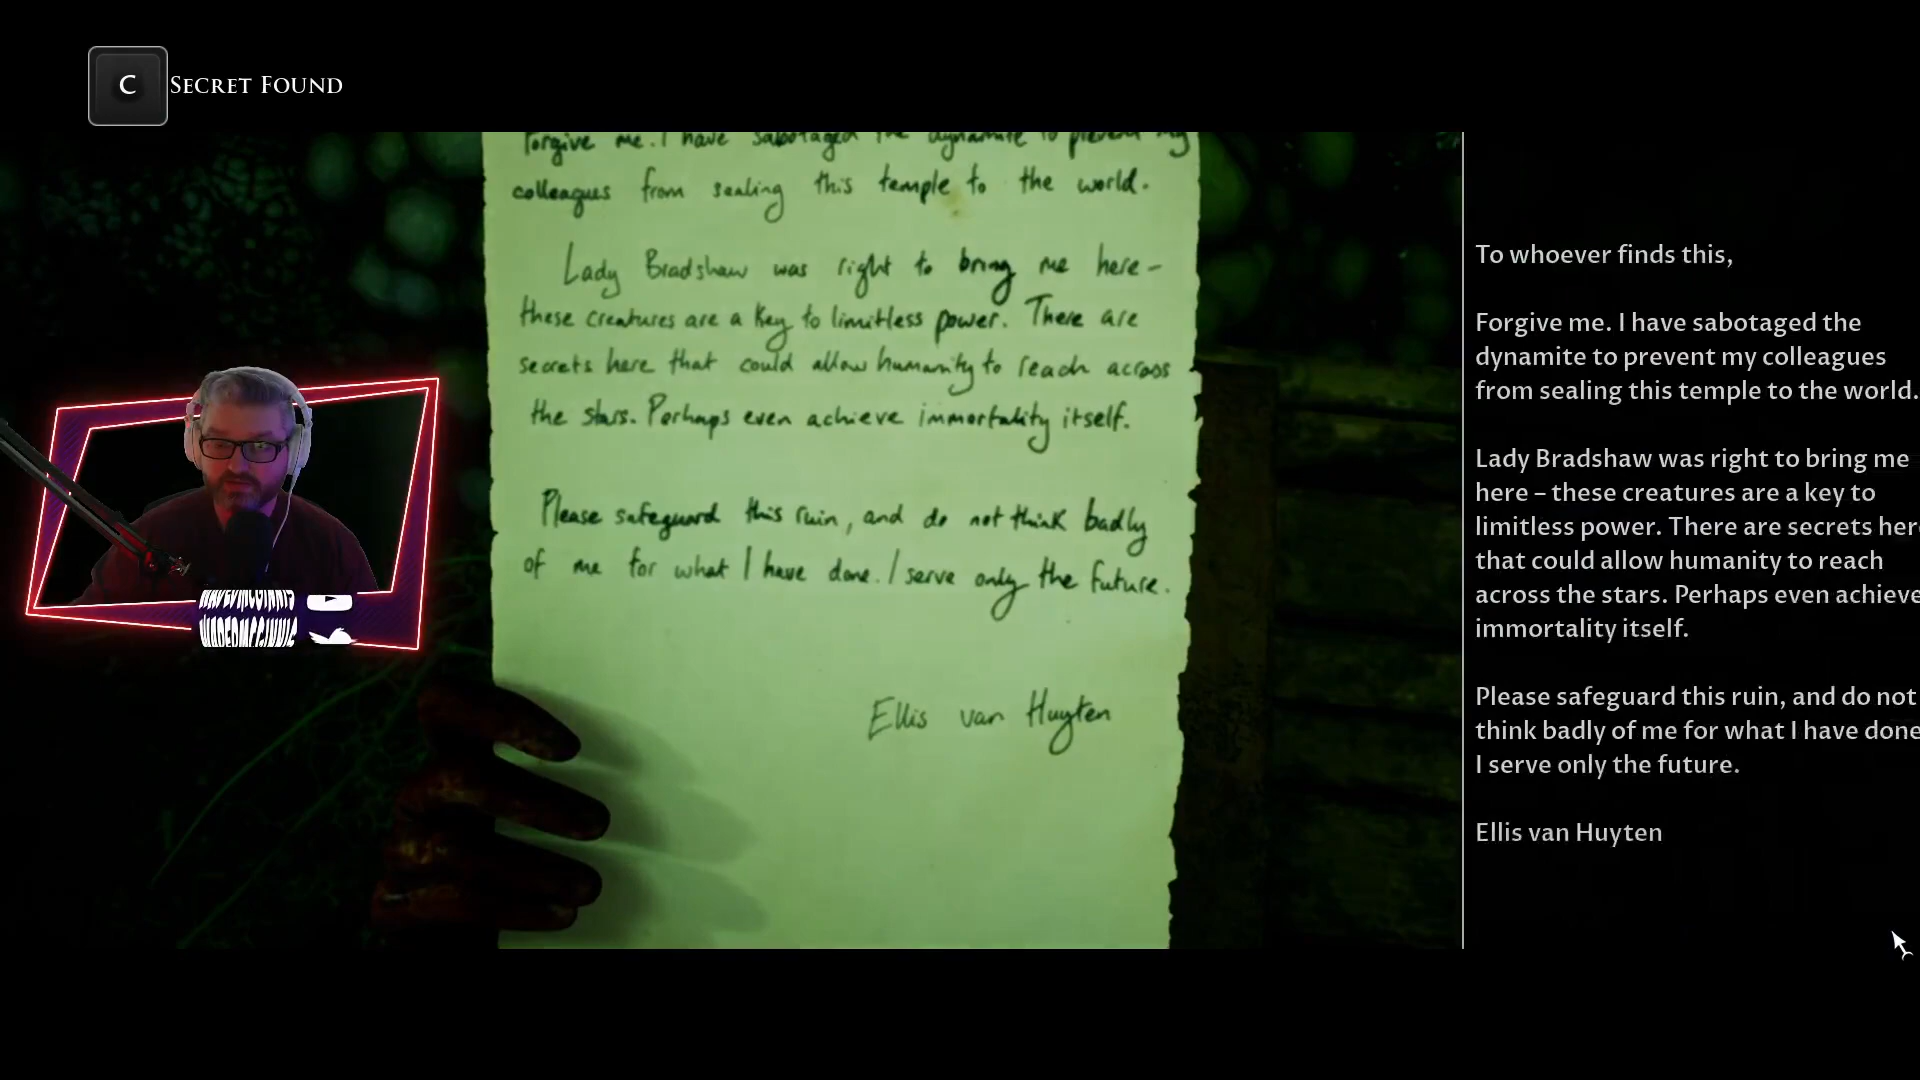 C
SECRET FOUND
Forgive me. I have sabotaged the dynamite to prevent my
colleagues from sealing this temple to the world.
Lady Bradshaw was right to bring me here –
these creatures are a key to limitless power. There are
secrets here that could allow humanity to reach across
the stars. Perhaps even achieve immortality itself.
Please safeguard this ruin, and do not think badly
of me for what I have done. I serve only the future.
Ellis van Huyten
To whoever finds this,
Forgive me. I have sabotaged the
dynamite to prevent my colleagues
from sealing this temple to the world.
Lady Bradshaw was right to bring me
here – these creatures are a key to
limitless power. There are secrets her
that could allow humanity to reach
across the stars. Perhaps even achieve
immortality itself.
Please safeguard this ruin, and do not
think badly of me for what I have done
I serve only the future.
Ellis van Huyten